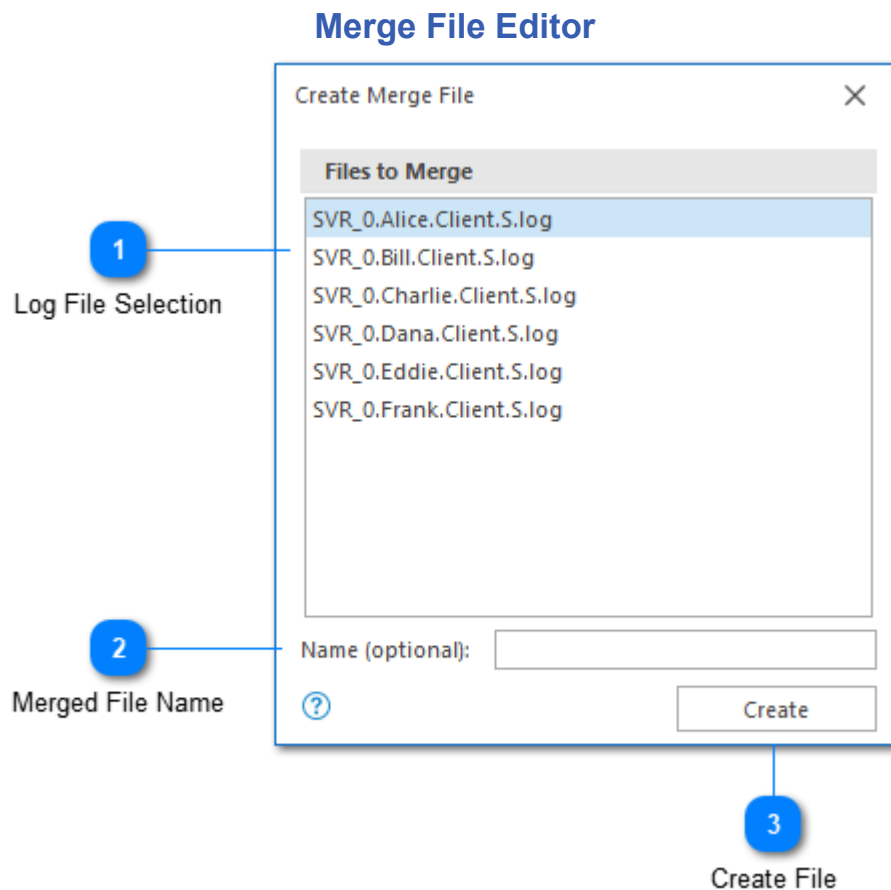 Merge File Editor
Create Merge File
Files to Merge
SVR_0.Alice.Client.S.log
SVR_0.Bill.Client.S.log
SVR_0.Charlie.Client.S.log
SVR_0.Dana.Client.S.log
SVR_0.Eddie.Client.S.log
SVR_0.Frank.Client.S.log
1
Log File Selection
2
Merged File Name
Name (optional):
?
Create
3
Create File